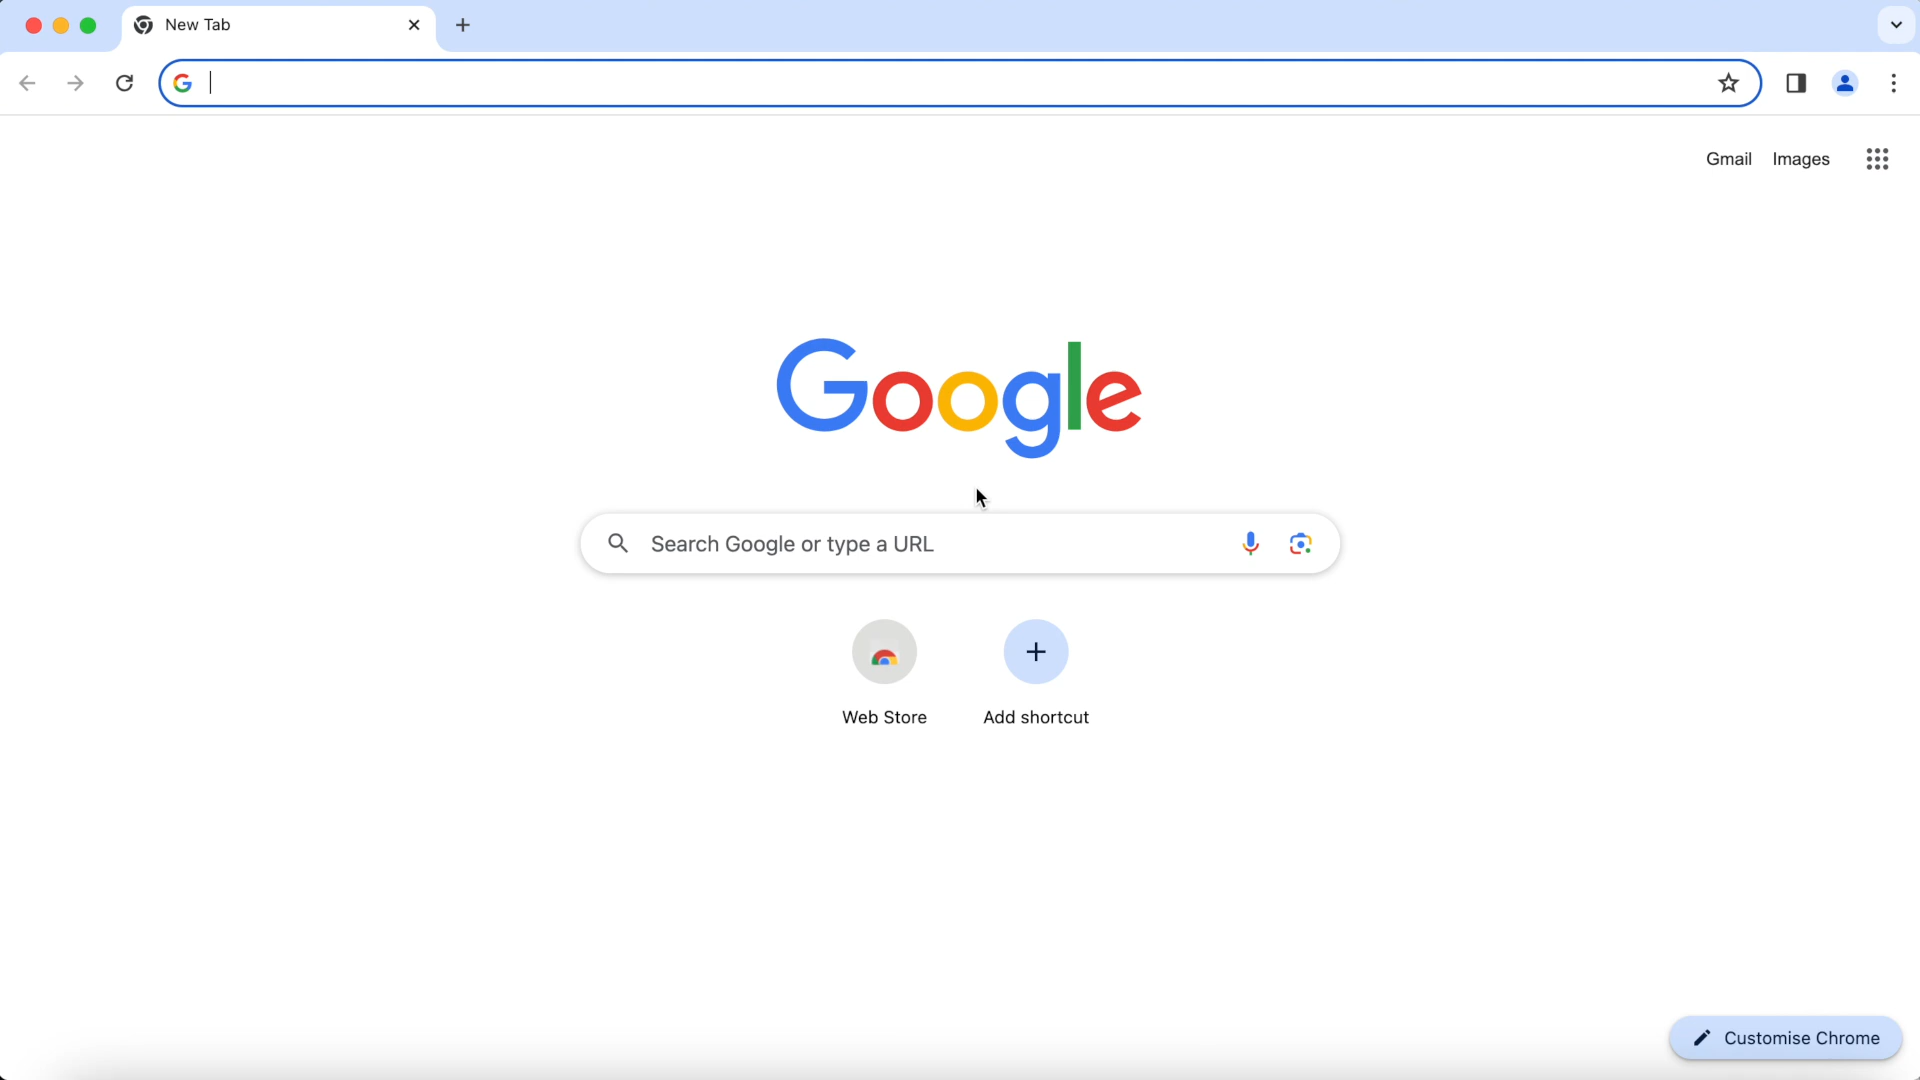 New Tab
Gmail Images
Google
Search Google or type a URL
Web Store Add shortcut
Customise Chrome